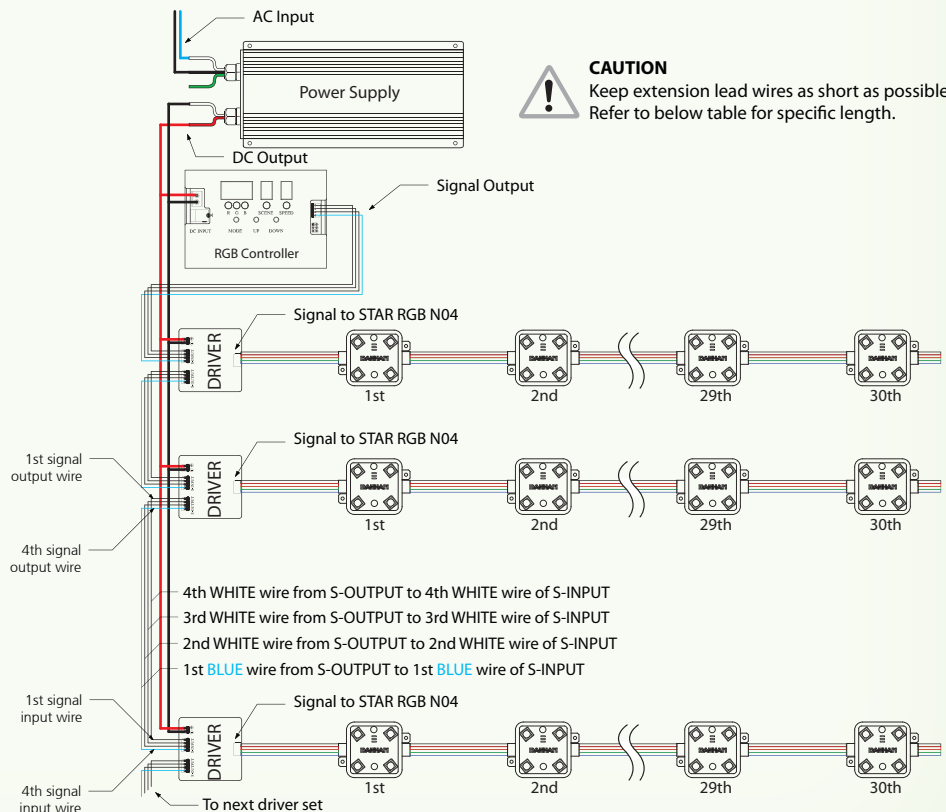 AC Input
Power Supply
CAUTION
Keep extension lead wires as short as possible
Refer to below table for specific length.
DC Output
Signal Output
R G B SCENE SPEED
DC INPUT MODE UP DOWN
RGB Controller
Signal to STAR RGB N04
DRIVER
1st
2nd
29th
30th
Signal to STAR RGB N04
1st signal
output wire
DRIVER
1st
2nd
29th
30th
4th signal
output wire
4th WHITE wire from S-OUTPUT to 4th WHITE wire of S-INPUT
3rd WHITE wire from S-OUTPUT to 3rd WHITE wire of S-INPUT
2nd WHITE wire from S-OUTPUT to 2nd WHITE wire of S-INPUT
1st BLUE wire from S-OUTPUT to 1st BLUE wire of S-INPUT
1st signal
input wire
Signal to STAR RGB N04
DRIVER
1st
2nd
29th
30th
4th signal
input wire
To next driver set